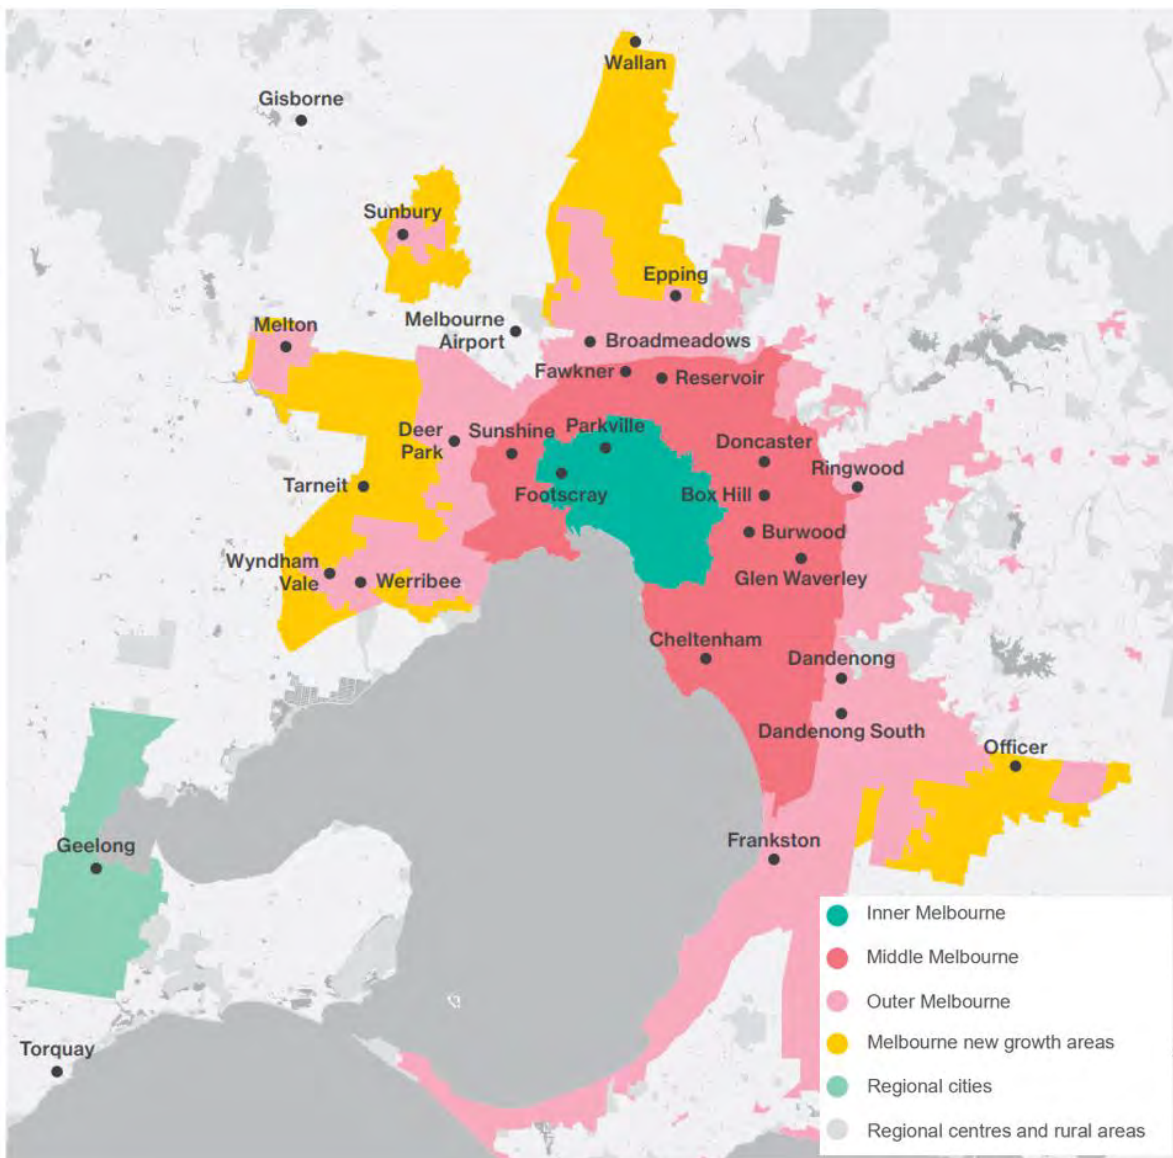 Wallan
Gisborne
Sunbury
Epping
Melton
Melbourne
Airport
Broadmeadows
Fawkner
Reservoir
Deer
Park
Sunshine
Parkville
Doncaster
Ringwood
Tarneit
Footscray
Box Hill
Burwood
Wyndham
Vale
Werribee
Glen Waverley
Cheltenham
Dandenong
Dandenong South
Officer
Geelong
Frankston
Torquay
Inner Melbourne
Middle Melbourne
Outer Melbourne
Melbourne new growth areas
Regional cities
Regional centres and rural areas